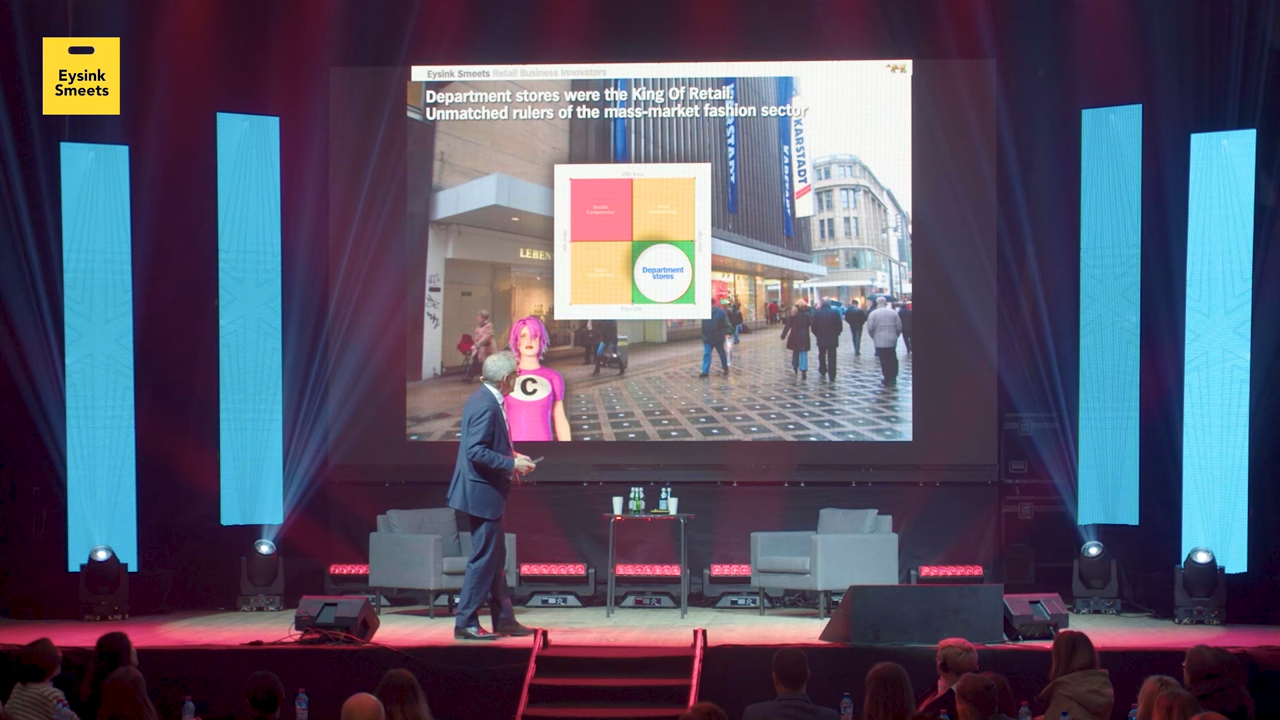 Eysink
Smeets
Eysink Smeets Retail Business Innovators
Department stores were the King Of Retail.
Unmatched rulers of the mass-market fashion sector
KARSTADT
LEBEN
Department
stores
C